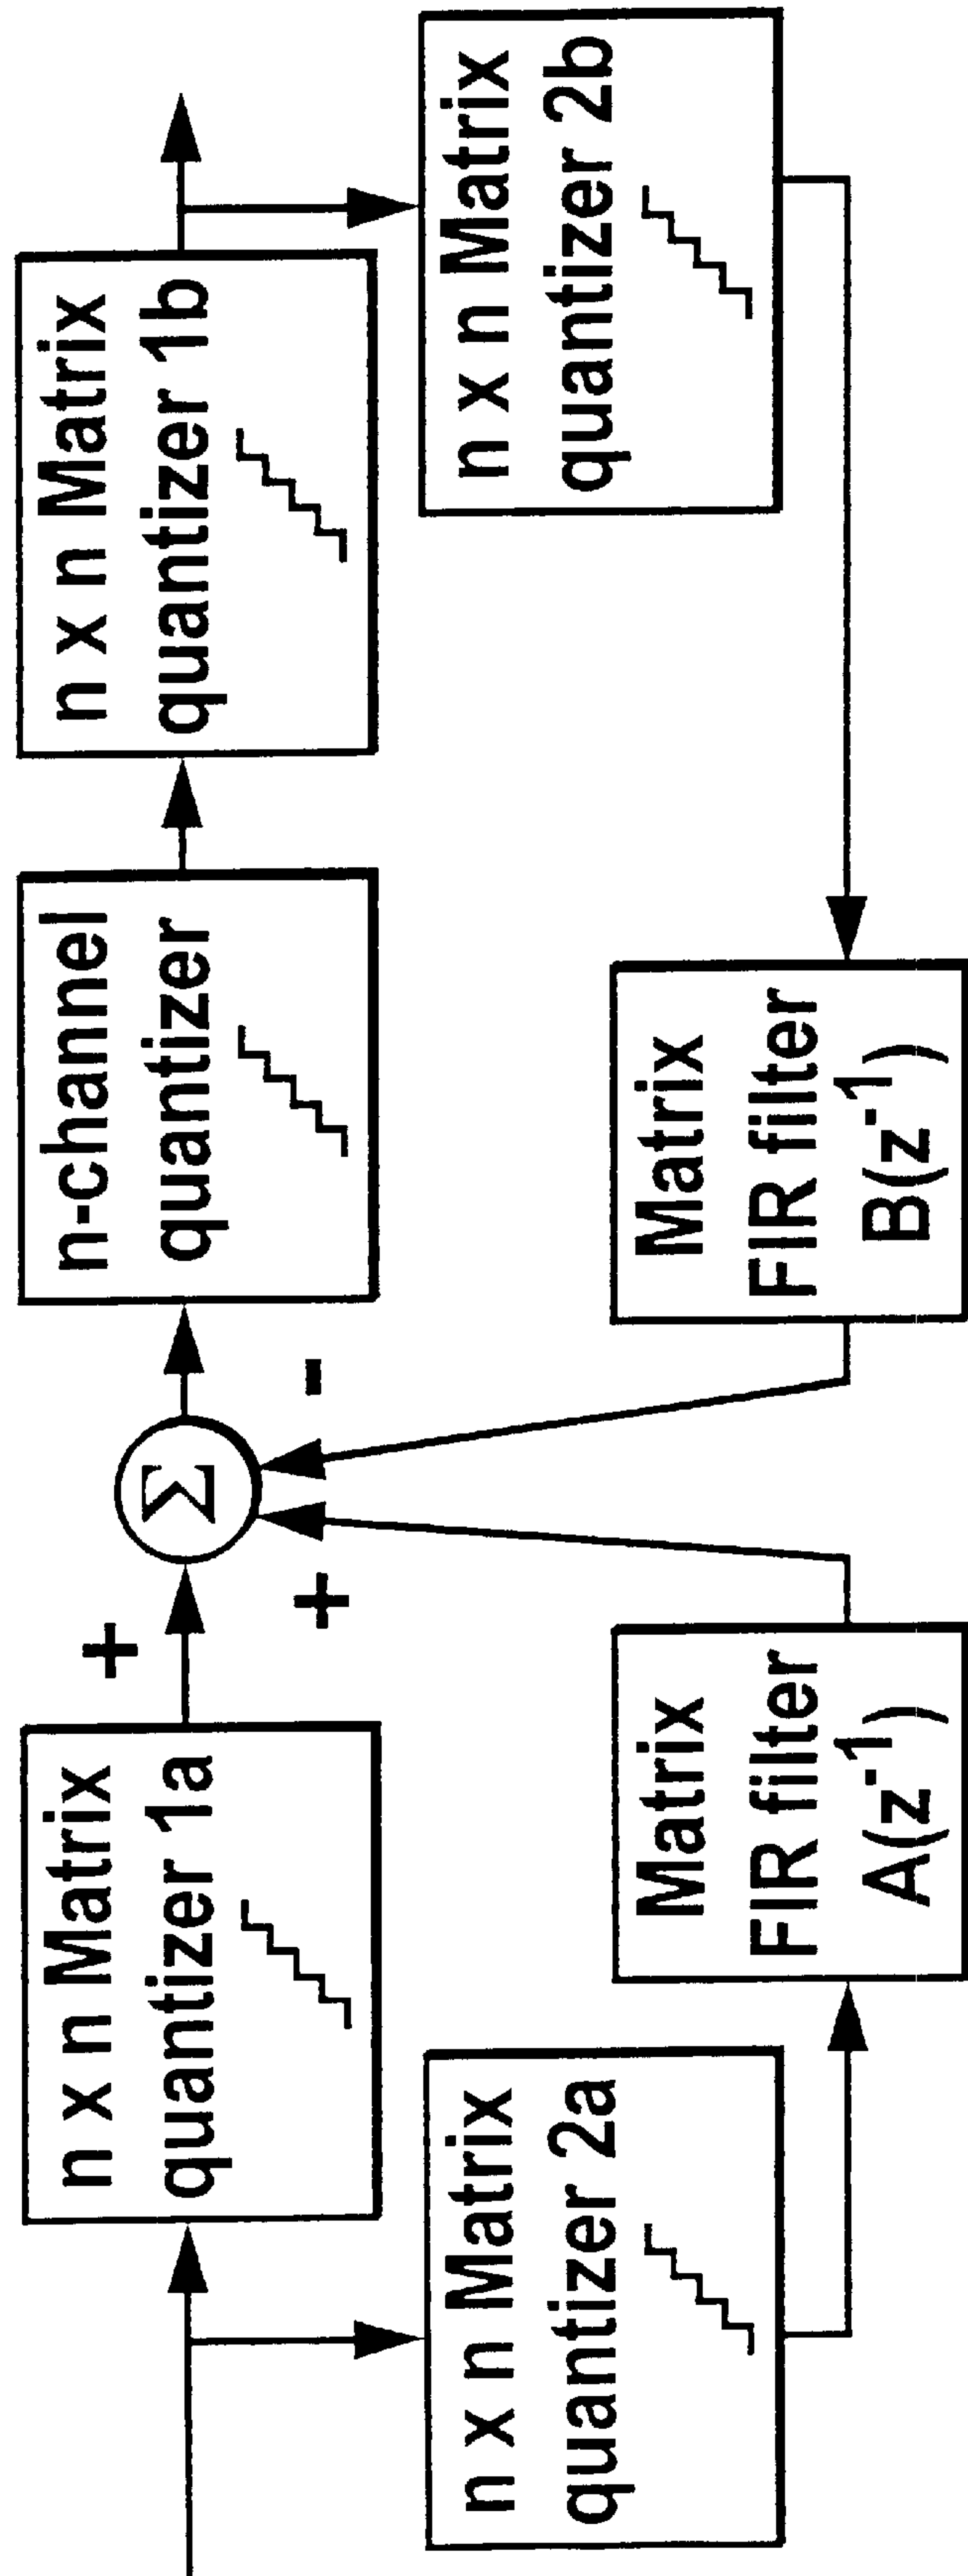 n x n Matrix
quantizer 1a
+
Σ
n-channel
quantizer
n x n Matrix
quantizer 1b
+
-
n x n Matrix
quantizer 2a
n x n Matrix
quantizer 2b
Matrix
FIR filter
A(z⁻¹)
Matrix
FIR filter
B(z⁻¹)